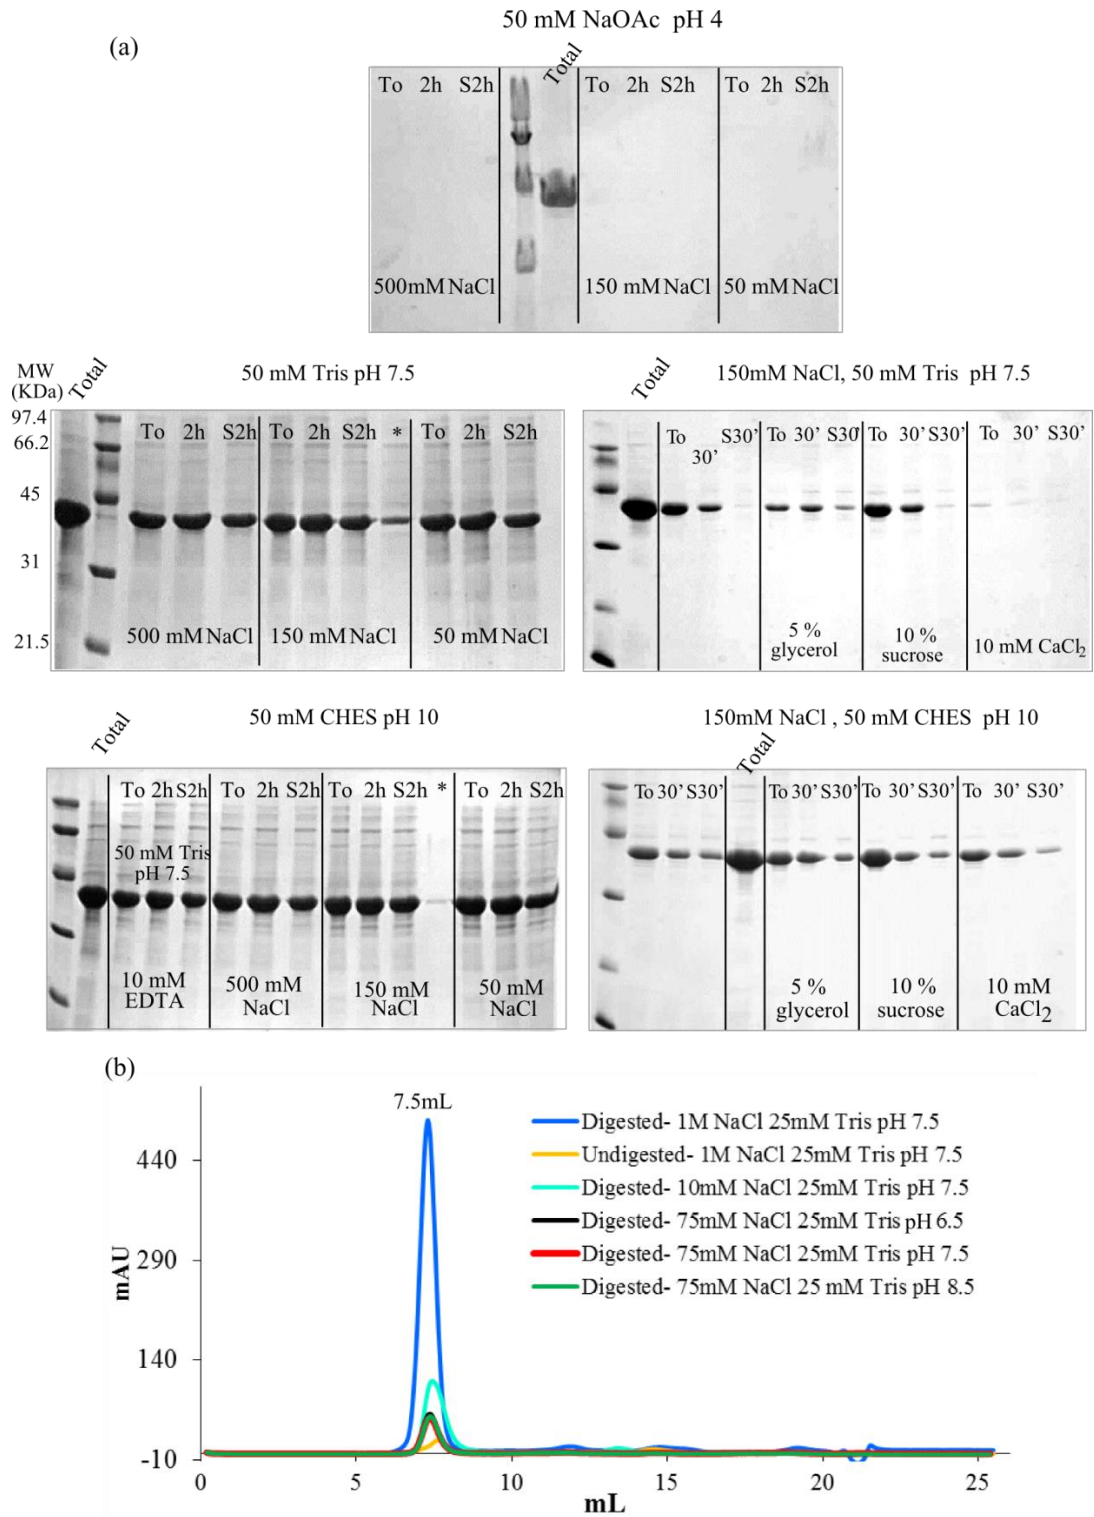 50 mM NaOAc pH 4
(a)
Total
To 2h S2h To 2h S2h To 2h S2h
500mM NaCl 150 mM NaCl 50 mM NaCl
MW
(KDa)
Total
50 mM Tris pH 7.5
97.4
66.2
45
31
21.5
To 2h S2h To 2h S2h * To 2h S2h
500 mM NaCl 150 mM NaCl 50 mM NaCl
Total
150mM NaCl, 50 mM Tris pH 7.5
To 30’ S30’ To 30’ S30’ To 30’ S30’ To 30’ S30’
5 %
glycerol
10 %
sucrose
10 mM CaCl2
Total
50 mM CHES pH 10
To 2h S2h To 2h S2h To 2h S2h * To 2h S2h
50 mM Tris
pH 7.5
10 mM
EDTA
500 mM
NaCl
150 mM
NaCl
50 mM
NaCl
150mM NaCl , 50 mM CHES pH 10
Total
To 30’ S30’ To 30’ S30’ To 30’ S30’ To 30’ S30’
5 %
glycerol
10 %
sucrose
10 mM
CaCl2
(b)
7.5mL
Digested- 1M NaCl 25mM Tris pH 7.5
Undigested- 1M NaCl 25mM Tris pH 7.5
Digested- 10mM NaCl 25mM Tris pH 7.5
Digested- 75mM NaCl 25mM Tris pH 6.5
Digested- 75mM NaCl 25mM Tris pH 7.5
Digested- 75mM NaCl 25 mM Tris pH 8.5
mAU
440
290
140
-10
0 5 10 15 20 25
mL